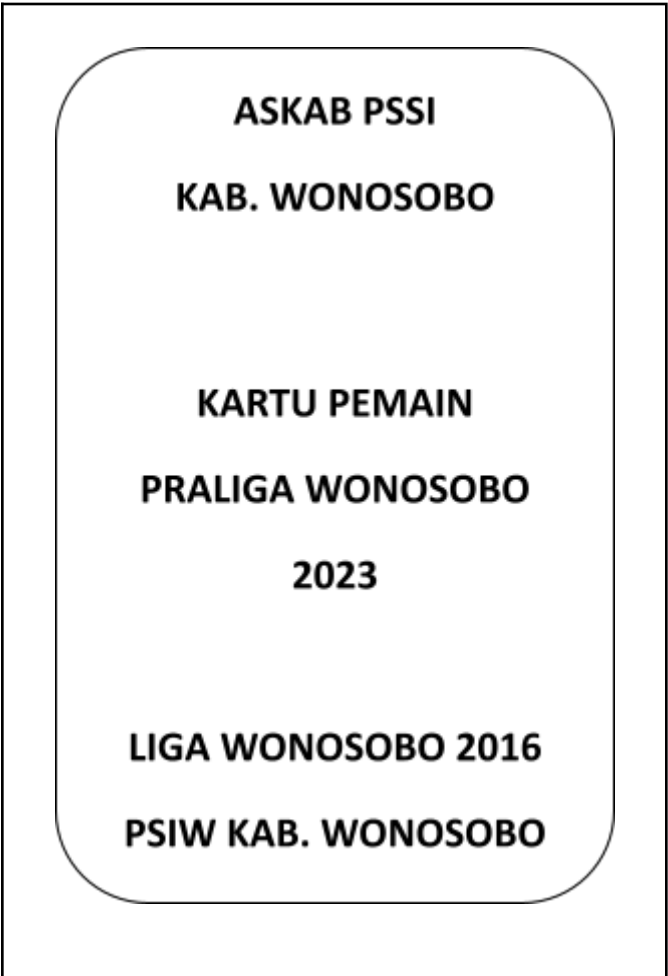 ASKAB PSSI
KAB. WONOSOBO
KARTU PEMAIN
PRALIGA WONOSOBO
2023
LIGA WONOSOBO 2016
PSIW KAB. WONOSOBO